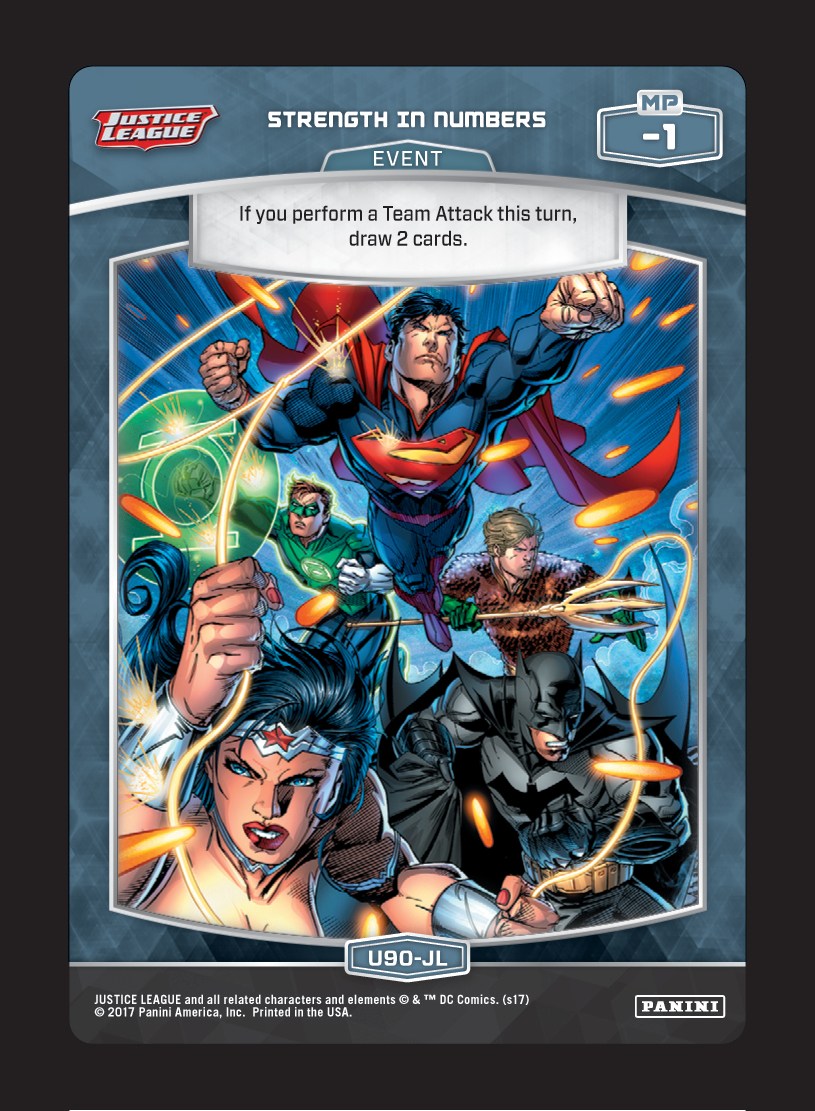 JUSTICE
LEAGUE
STRENGTH IN NUMBERS
MP
-1
EVENT
If you perform a Team Attack this turn,
draw 2 cards.
U90-JL
JUSTICE LEAGUE and all related characters and elements © & ™ DC Comics. (s17)
© 2017 Panini America, Inc. Printed in the USA.
PANINI